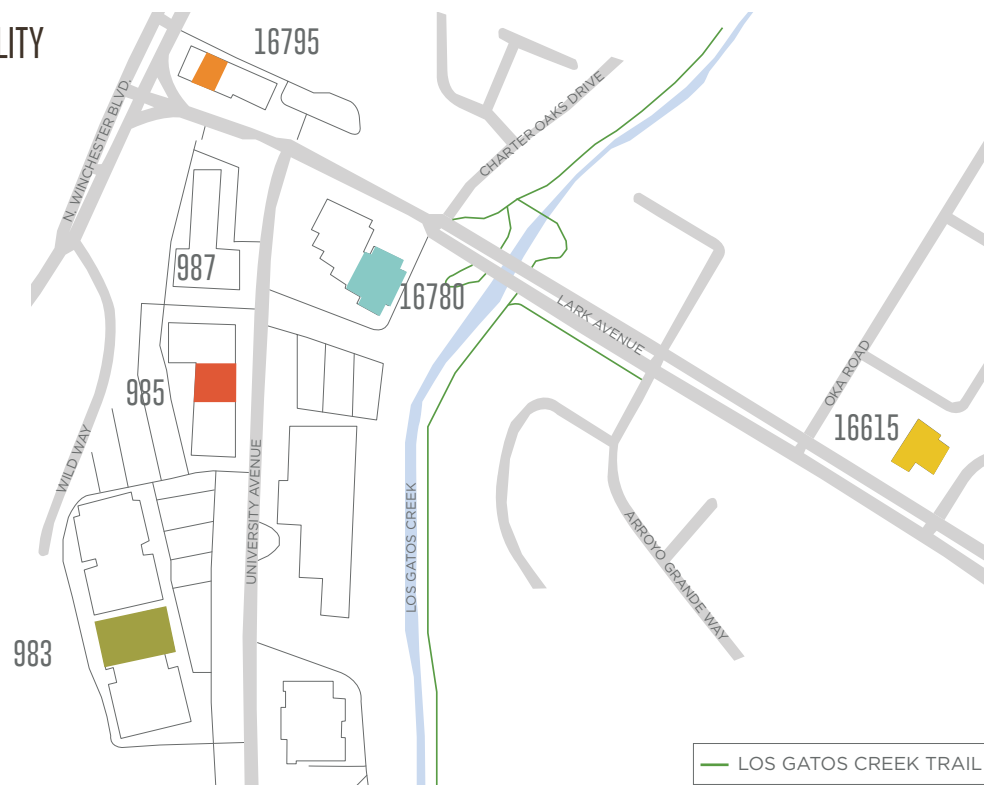 LITY
16795
N. WINCHESTER BLVD.
CHARTER OAKS DRIVE
987
16780
LARK AVENUE
985
OKA ROAD
16615
WILD WAY
UNIVERSITY AVENUE
LOS GATOS CREEK
ARROYO GRANDE WAY
983
LOS GATOS CREEK TRAIL